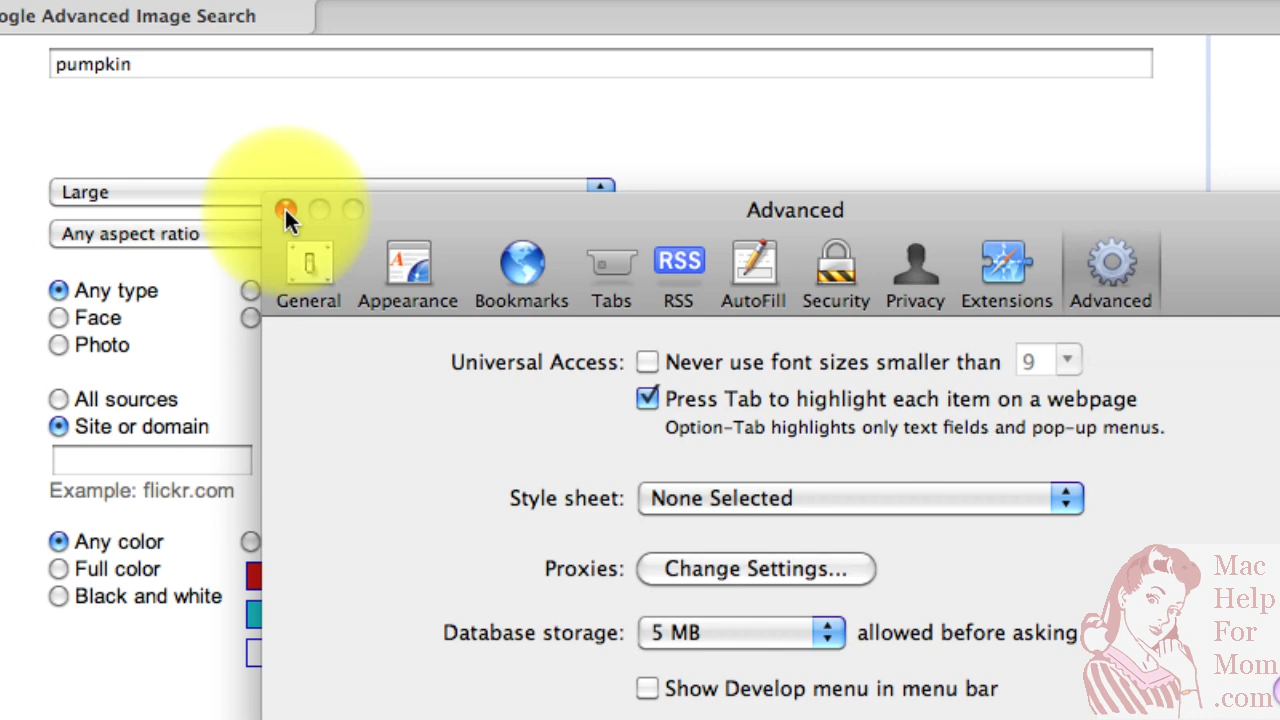 ogle Advanced Image Search
pumpkin
Large
Any aspect ratio
Any type
Face
Photo
All sources
Site or domain
Example: flickr.com
Any color
Full color
Black and white
Advanced
General Appearance Bookmarks Tabs RSS AutoFill Security Privacy Extensions Advanced
RSS
Universal Access: Never use font sizes smaller than 9
Press Tab to highlight each item on a webpage
Option-Tab highlights only text fields and pop-up menus.
Style sheet: None Selected
Proxies: Change Settings...
Database storage: 5 MB allowed before asking
Show Develop menu in menu bar
Mac
Help
For
Mom
.com